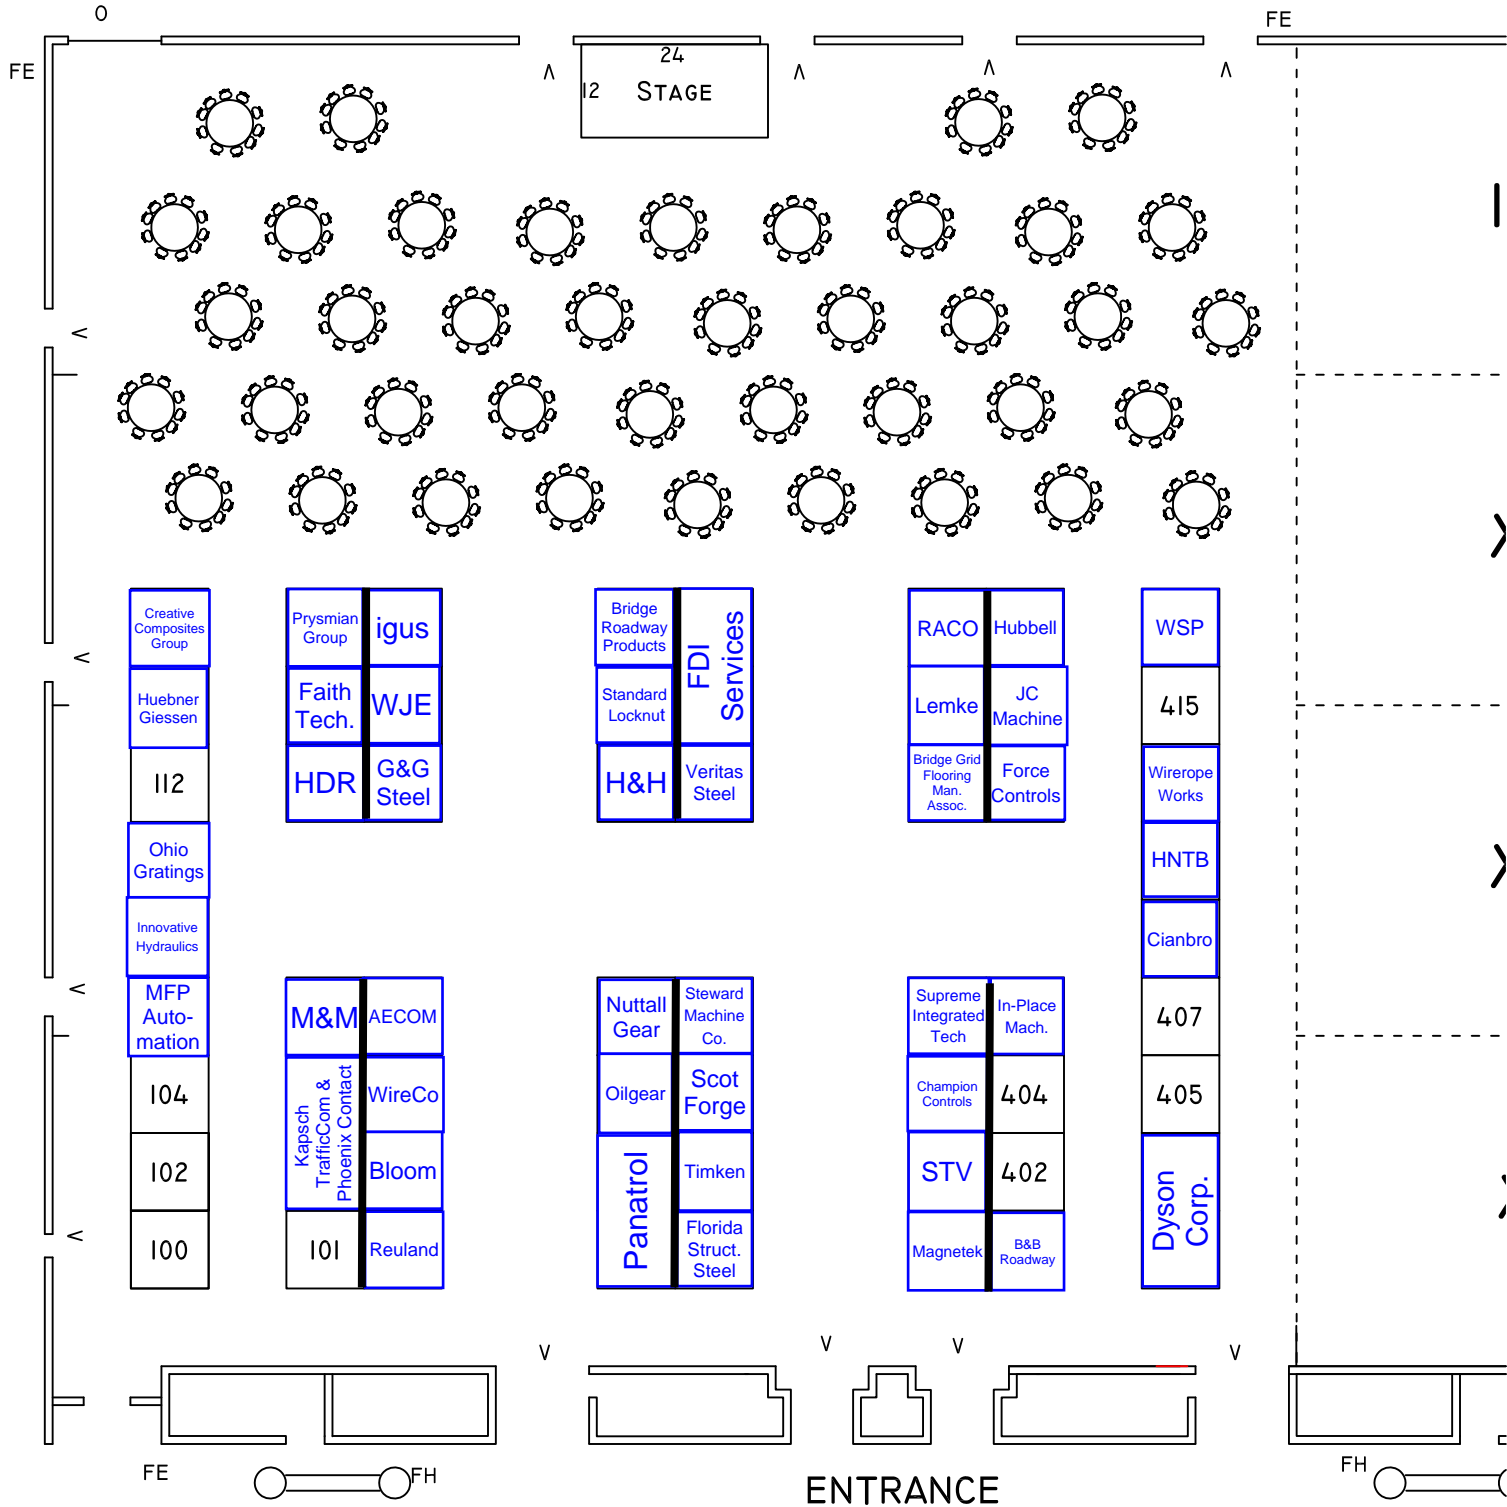 O
FE
FE
24
12
STAGE
Creative
Composites
Group
Prysmian
Group
igus
Bridge
Roadway
Products
FDI
Services
RACO
Hubbell
WSP
Huebner
Giessen
Faith
Tech.
WJE
Standard
Locknut
Lemke
JC
Machine
415
112
HDR
G&G
Steel
H&H
Veritas
Steel
Bridge Grid
Flooring
Man.
Assoc.
Force
Controls
Wirerope
Works
Ohio
Gratings
HNTB
Innovative
Hydraulics
Cianbro
MFP
Auto-
mation
M&M
AECOM
Nuttall
Gear
Steward
Machine
Co.
Supreme
Integrated
Tech
In-Place
Mach.
407
104
Kapsch
TrafficCom &
Phoenix Contact
WireCo
Oilgear
Scot
Forge
Champion
Controls
404
405
102
Bloom
Panatrol
Timken
STV
402
Dyson
Corp.
100
101
Reuland
Florida
Struct.
Steel
Magnetek
B&B
Roadway
FE
FH
ENTRANCE
FH